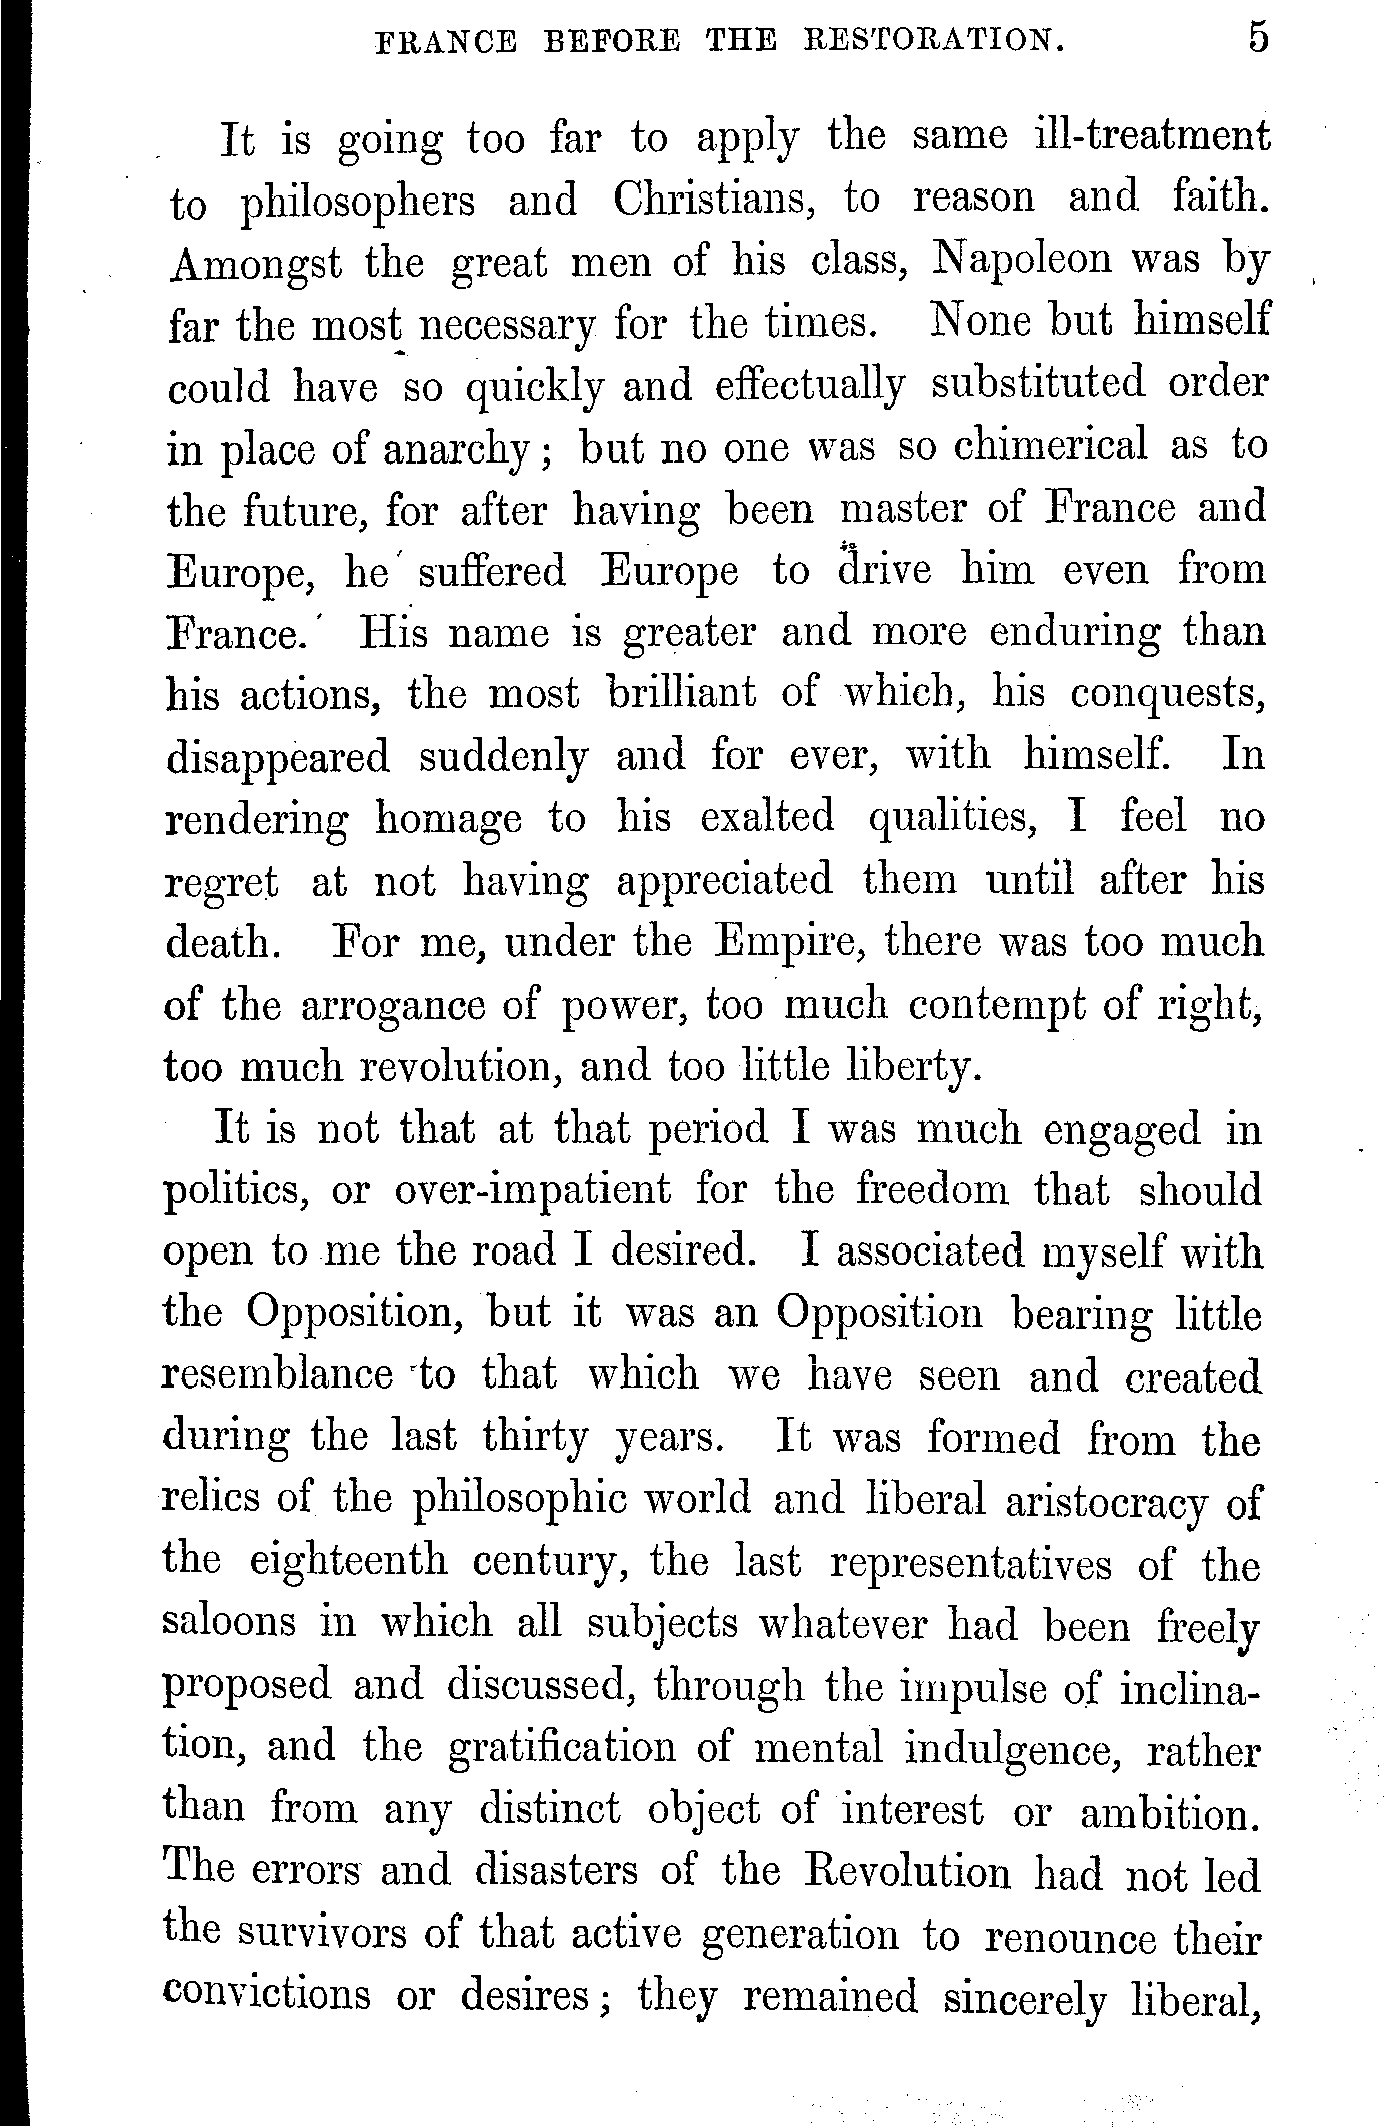 FRANCE BEFORE THE RESTORATION. 5
It is going too far to apply the same ill-treatment
to philosophers and Christians, to reason and faith.
Amongst the great men of his class, Napoleon was by
far the most necessary for the times. None but himself
could have so quickly and effectually substituted order
in place of anarchy; but no one was so chimerical as to
the future, for after having been master of France and
Europe, he suffered Europe to drive him even from
France. His name is greater and more enduring than
his actions, the most brilliant of which, his conquests,
disappeared suddenly and for ever, with himself. In
rendering homage to his exalted qualities, I feel no
regret at not having appreciated them until after his
death. For me, under the Empire, there was too much
of the arrogance of power, too much contempt of right,
too much revolution, and too little liberty.
It is not that at that period I was much engaged in
politics, or over-impatient for the freedom that should
open to me the road I desired. I associated myself with
the Opposition, but it was an Opposition bearing little
resemblance to that which we have seen and created
during the last thirty years. It was formed from the
relics of the philosophic world and liberal aristocracy of
the eighteenth century, the last representatives of the
saloons in which all subjects whatever had been freely
proposed and discussed, through the impulse of inclina-
tion, and the gratification of mental indulgence, rather
than from any distinct object of interest or ambition.
The errors and disasters of the Revolution had not led
the survivors of that active generation to renounce their
convictions or desires; they remained sincerely liberal,